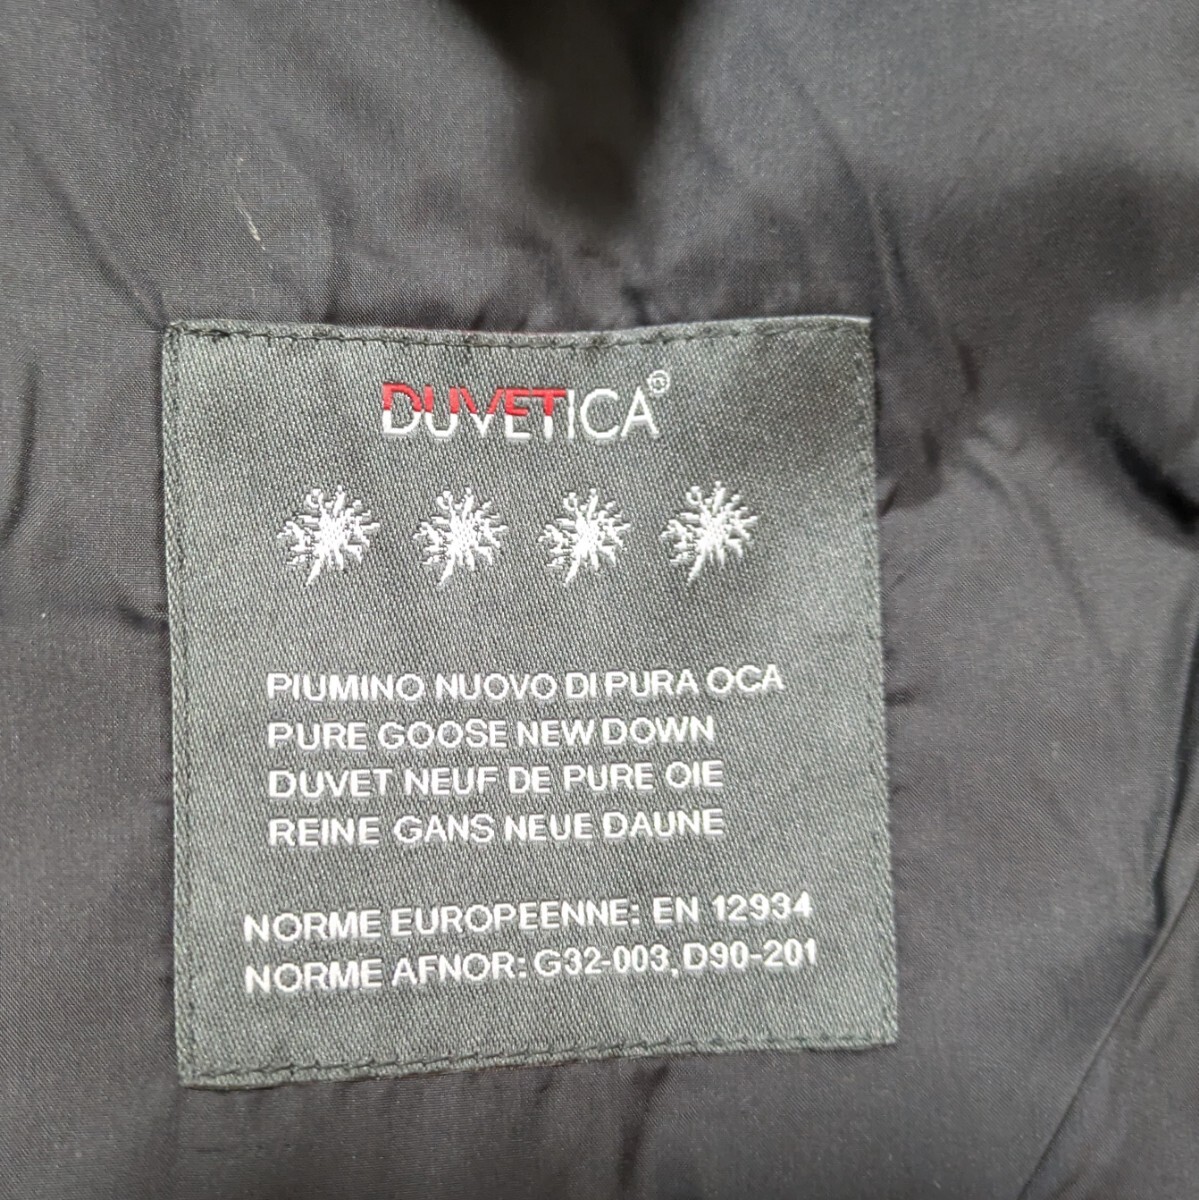 DUVETICA®
PIUMINO NUOVO DI PURA OCA
PURE GOOSE NEW DOWN
DUVET NEUF DE PURE OIE
REINE GANS NEUE DAUNE
NORME EUROPEENNE: EN 12934
NORME AFNOR: G32-003, D90-201